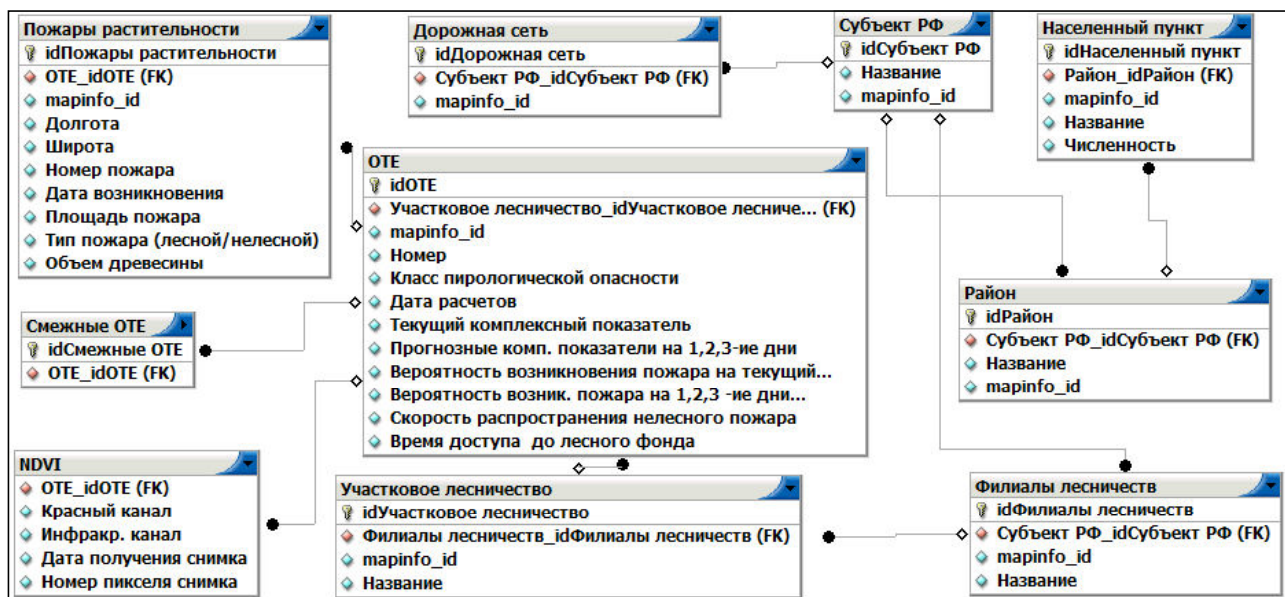 Пожары растительности
idПожары растительности
ОТЕ_idОТЕ (FK)
mapinfo_id
Долгота
Широта
Номер пожара
Дата возникновения
Площадь пожара
Тип пожара (лесной/нелесной)
Объем древесины
Дорожная сеть
idДорожная сеть
Субъект РФ_idСубъект РФ (FK)
mapinfo_id
Субъект РФ
idСубъект РФ
Название
mapinfo_id
Населенный пункт
idНаселенный пункт
Район_idРайон (FK)
mapinfo_id
Название
Численность
ОТЕ
idОТЕ
Участковое лесничество_idУчастковое лесниче... (FK)
mapinfo_id
Номер
Класс пирологической опасности
Дата расчетов
Текущий комплексный показатель
Прогнозные комп. показатели на 1,2,3-ие дни
Вероятность возникновения пожара на текущий...
Вероятность возник. пожара на 1,2,3 -ие дни...
Скорость распространения нелесного пожара
Время доступа до лесного фонда
Смежные ОТЕ
idСмежные ОТЕ
ОТЕ_idОТЕ (FK)
Район
idРайон
Субъект РФ_idСубъект РФ (FK)
Название
mapinfo_id
NDVI
ОТЕ_idОТЕ (FK)
Красный канал
Инфракр. канал
Дата получения снимка
Номер пикселя снимка
Участковое лесничество
idУчастковое лесничество
Филиалы лесничеств_idФилиалы лесничеств (FK)
mapinfo_id
Название
Филиалы лесничеств
idФилиалы лесничеств
Субъект РФ_idСубъект РФ (FK)
mapinfo_id
Название